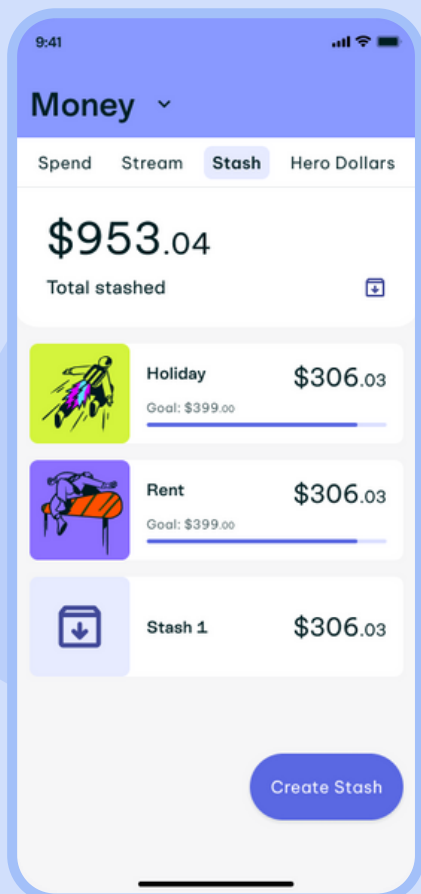 9:41
Money
Spend Stream Stash Hero Dollars
$953.04
Total stashed
Holiday $306.03
Goal: $399.00
Rent $306.03
Goal: $399.00
Stash 1 $306.03
Create Stash